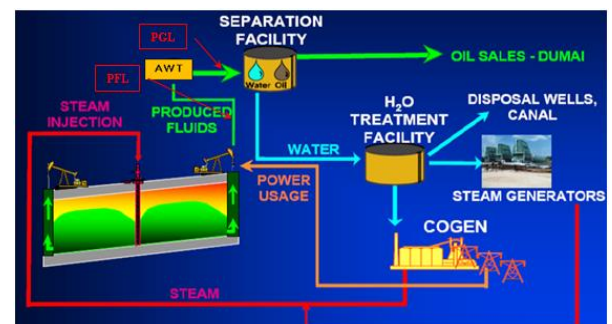 SEPARATION
FACILITY
PGL
OIL SALES - DUMAI
AWT
PFL
Water Oil
STEAM
INJECTION
PRODUCED
FLUIDS
H2O
TREATMENT
FACILITY
DISPOSAL WELLS,
CANAL
WATER
POWER
USAGE
STEAM GENERATORS
COGEN
STEAM